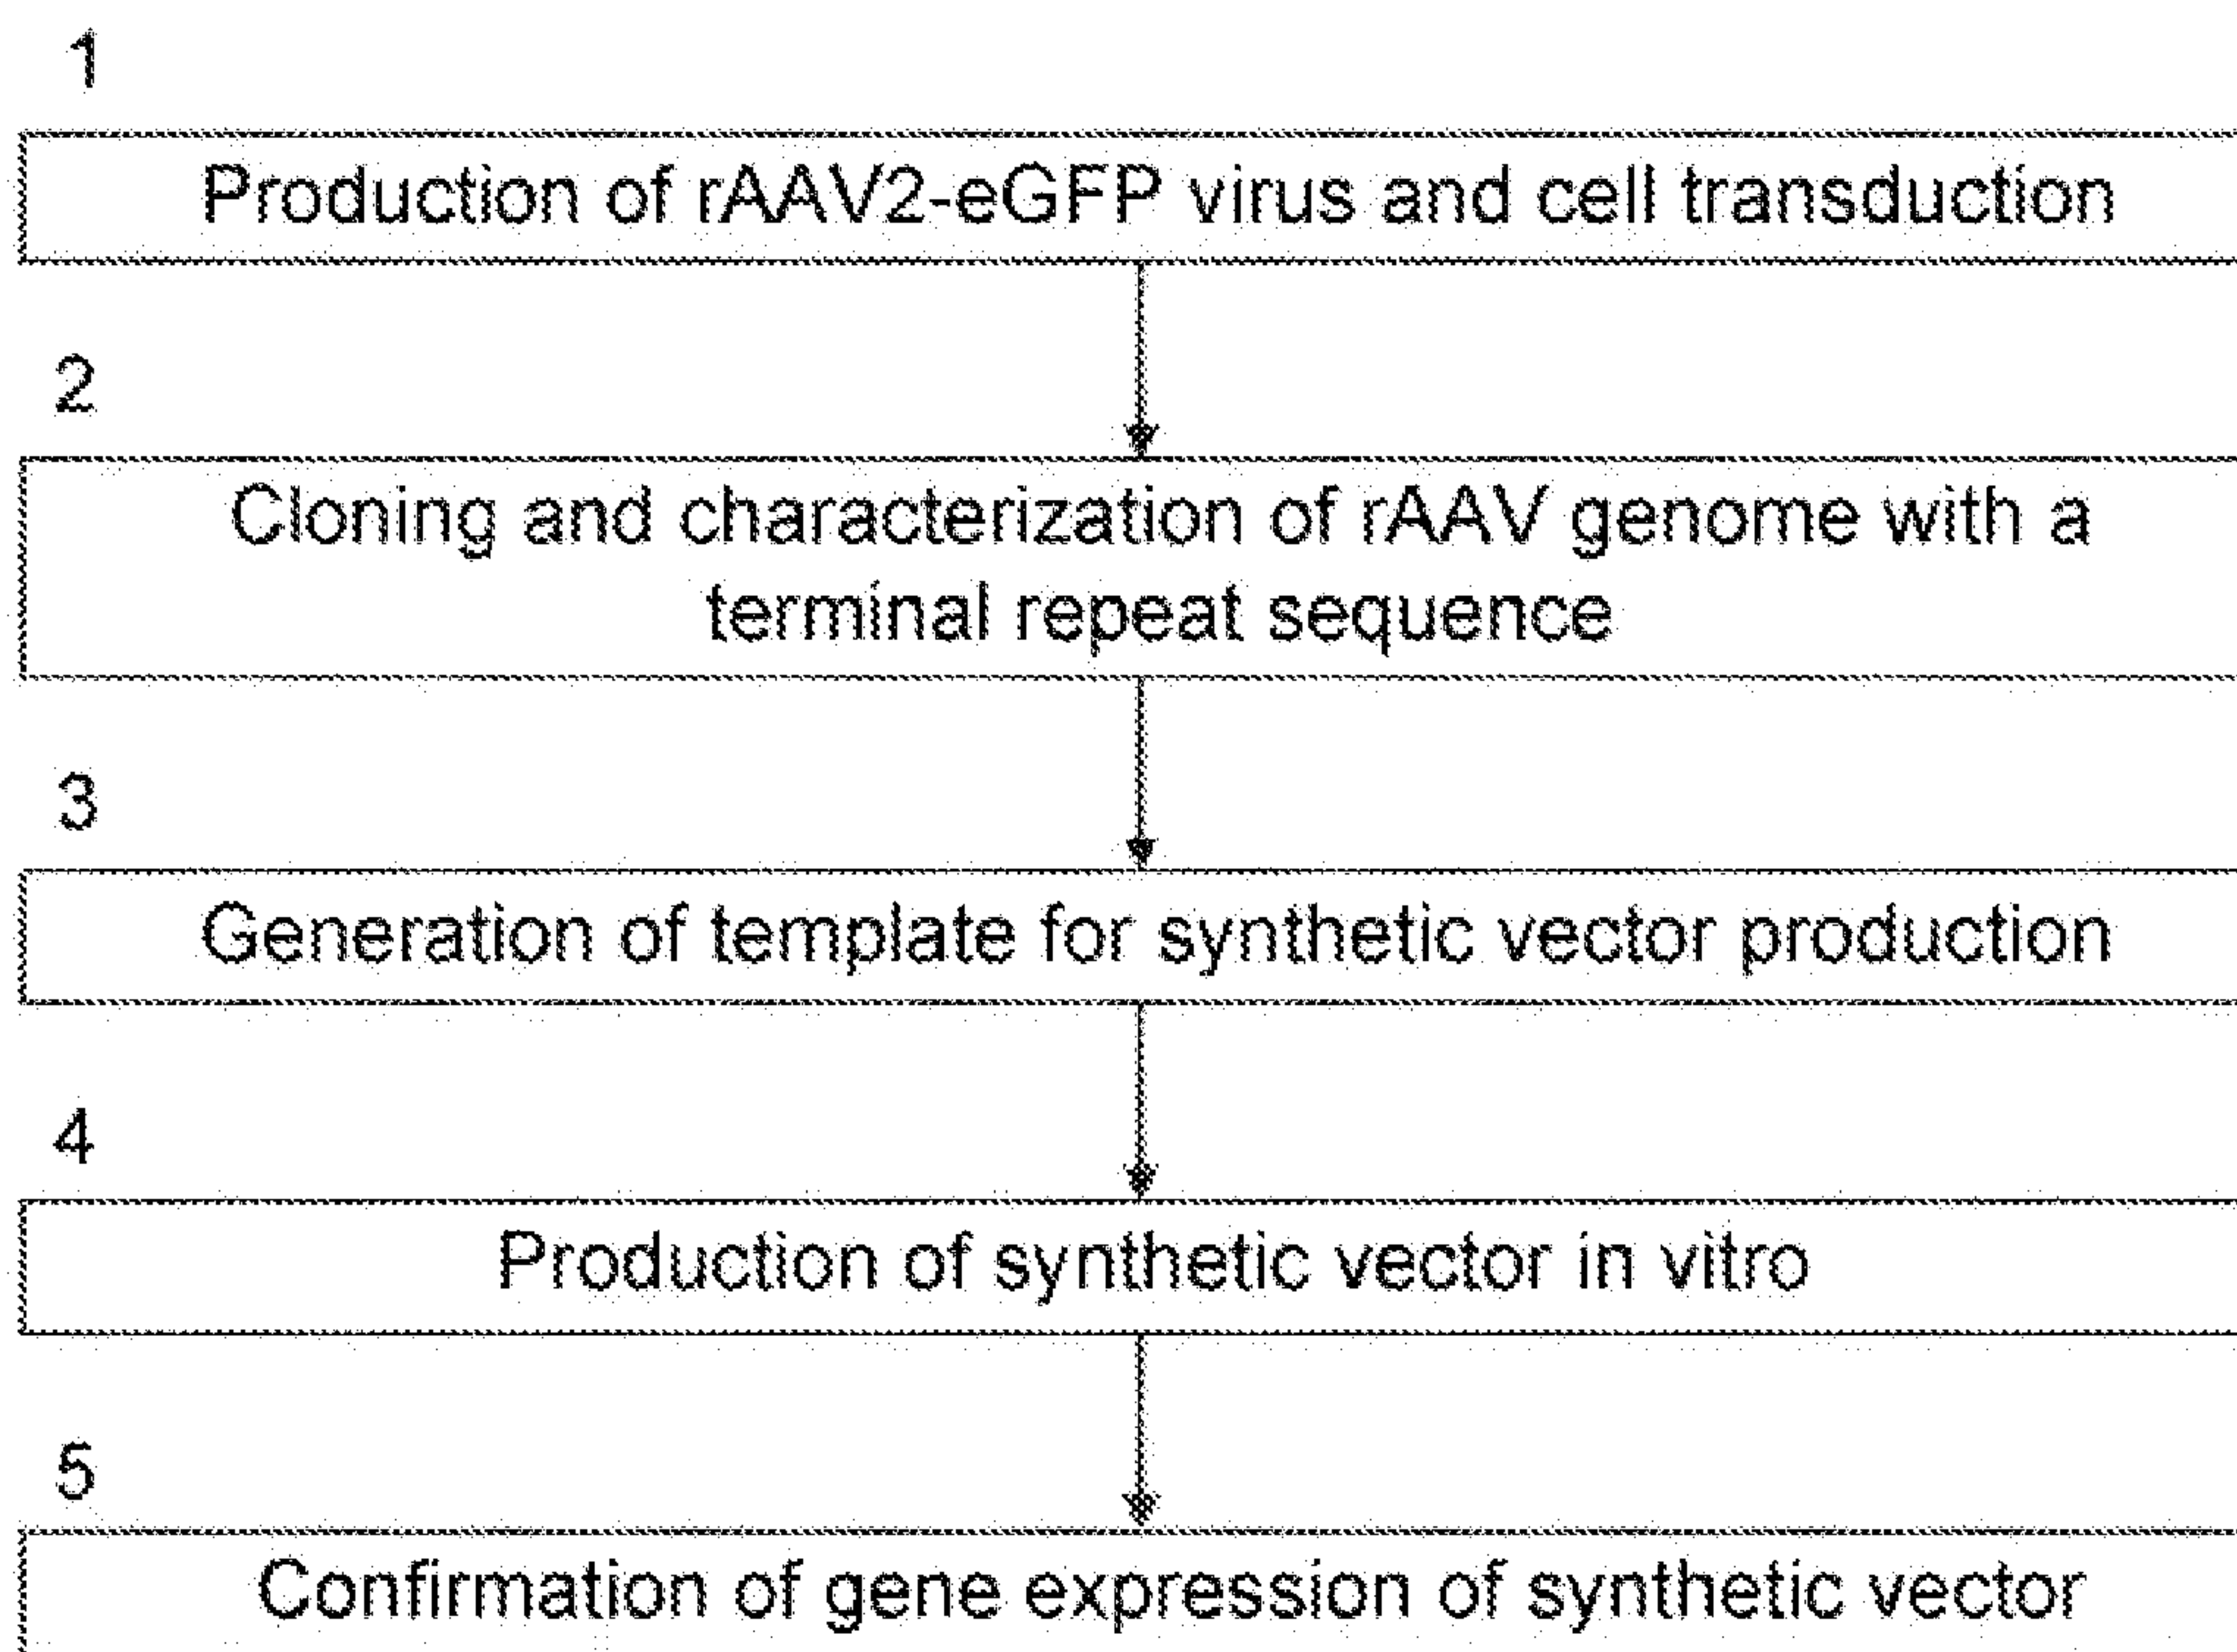 1
Production of rAAV2-eGFP virus and cell transduction
2
Cloning and characterization of rAAV genome with a
terminal repeat sequence
3
Generation of template for synthetic vector production
4
Production of synthetic vector in vitro
5
Confirmation of gene expression of synthetic vector